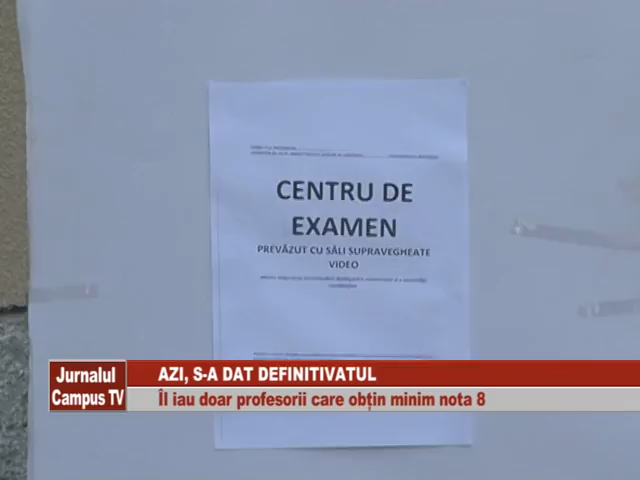 CENTRU DE
EXAMEN
PREVĂZUT CU SĂLI SUPRAVEGHEATE
VIDEO
Jurnalul
Campus TV
AZI, S-A DAT DEFINITIVATUL
Îl iau doar profesorii care obțin minim nota 8